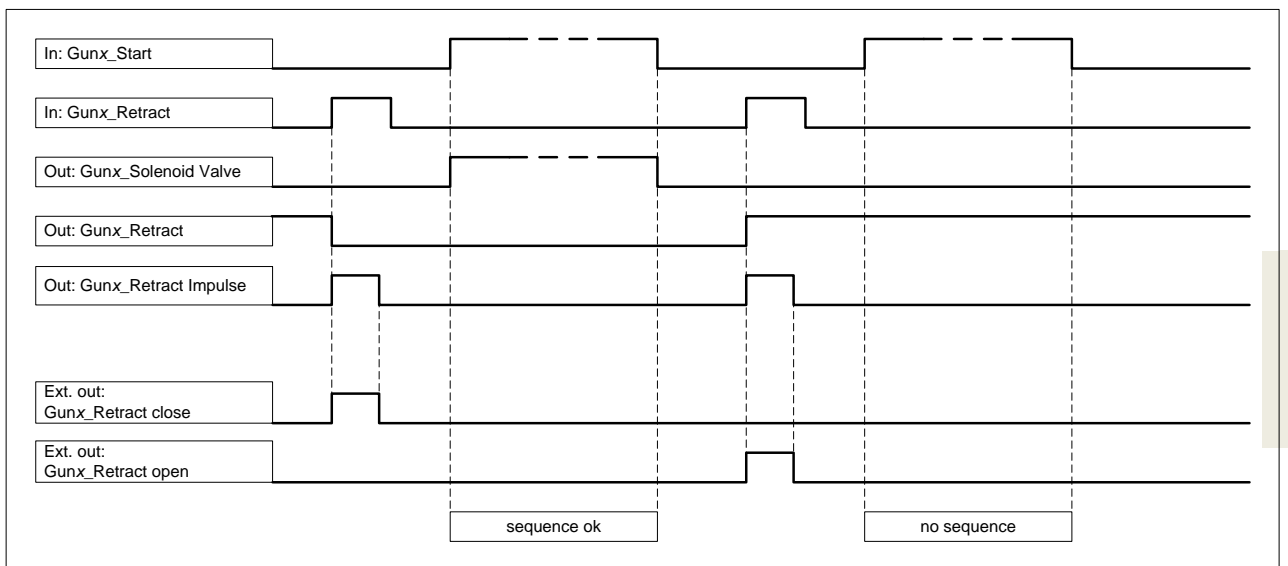 In: Gunx_Start
In: Gunx_Retract
Out: Gunx_Solenoid Valve
Out: Gunx_Retract
Out: Gunx_Retract Impulse
Ext. out:
Gunx_Retract close
Ext. out:
Gunx_Retract open
sequence ok
no sequence